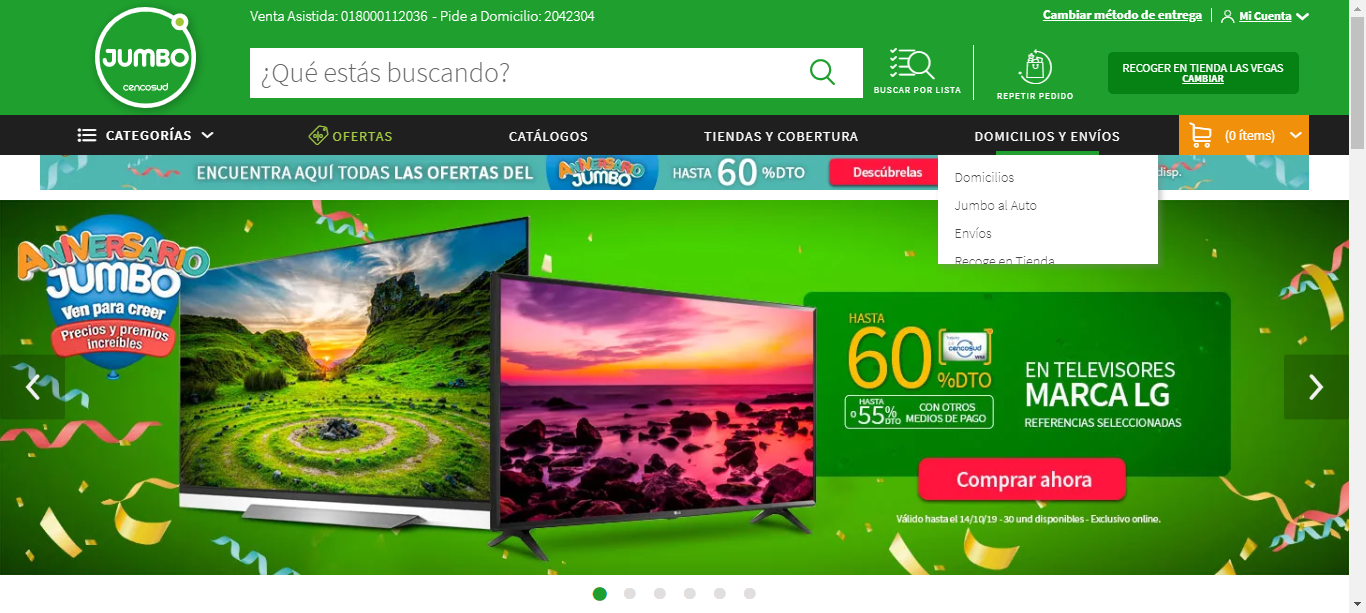 JUMBO
cencosud
Venta Asistida: 018000112036 - Pide a Domicilio: 2042304
Cambiar método de entrega
Mi Cuenta
¿Qué estás buscando?
BUSCAR POR LISTA
REPETIR PEDIDO
RECOGER EN TIENDA LAS VEGAS
CAMBIAR
CATEGORÍAS
OFERTAS
CATÁLOGOS
TIENDAS Y COBERTURA
DOMICILIOS Y ENVÍOS
(0 ítems)
ENCUENTRA AQUÍ TODAS LAS OFERTAS DEL
ANIVERSARIO
JUMBO
HASTA 60 %DTO
Descúbrelas
disp.
Domicilios
Jumbo al Auto
Envíos
Recoge en Tienda
ANIVERSARIO
JUMBO
Ven para creer
Precios y premios
increíbles
HASTA
60 %DTO
cencosud
O HASTA 55% DTO
CON OTROS
MEDIOS DE PAGO
EN TELEVISORES
MARCA LG
REFERENCIAS SELECCIONADAS
Comprar ahora
Válido hasta el 14/10/19 - 30 und disponibles - Exclusivo online.
LG